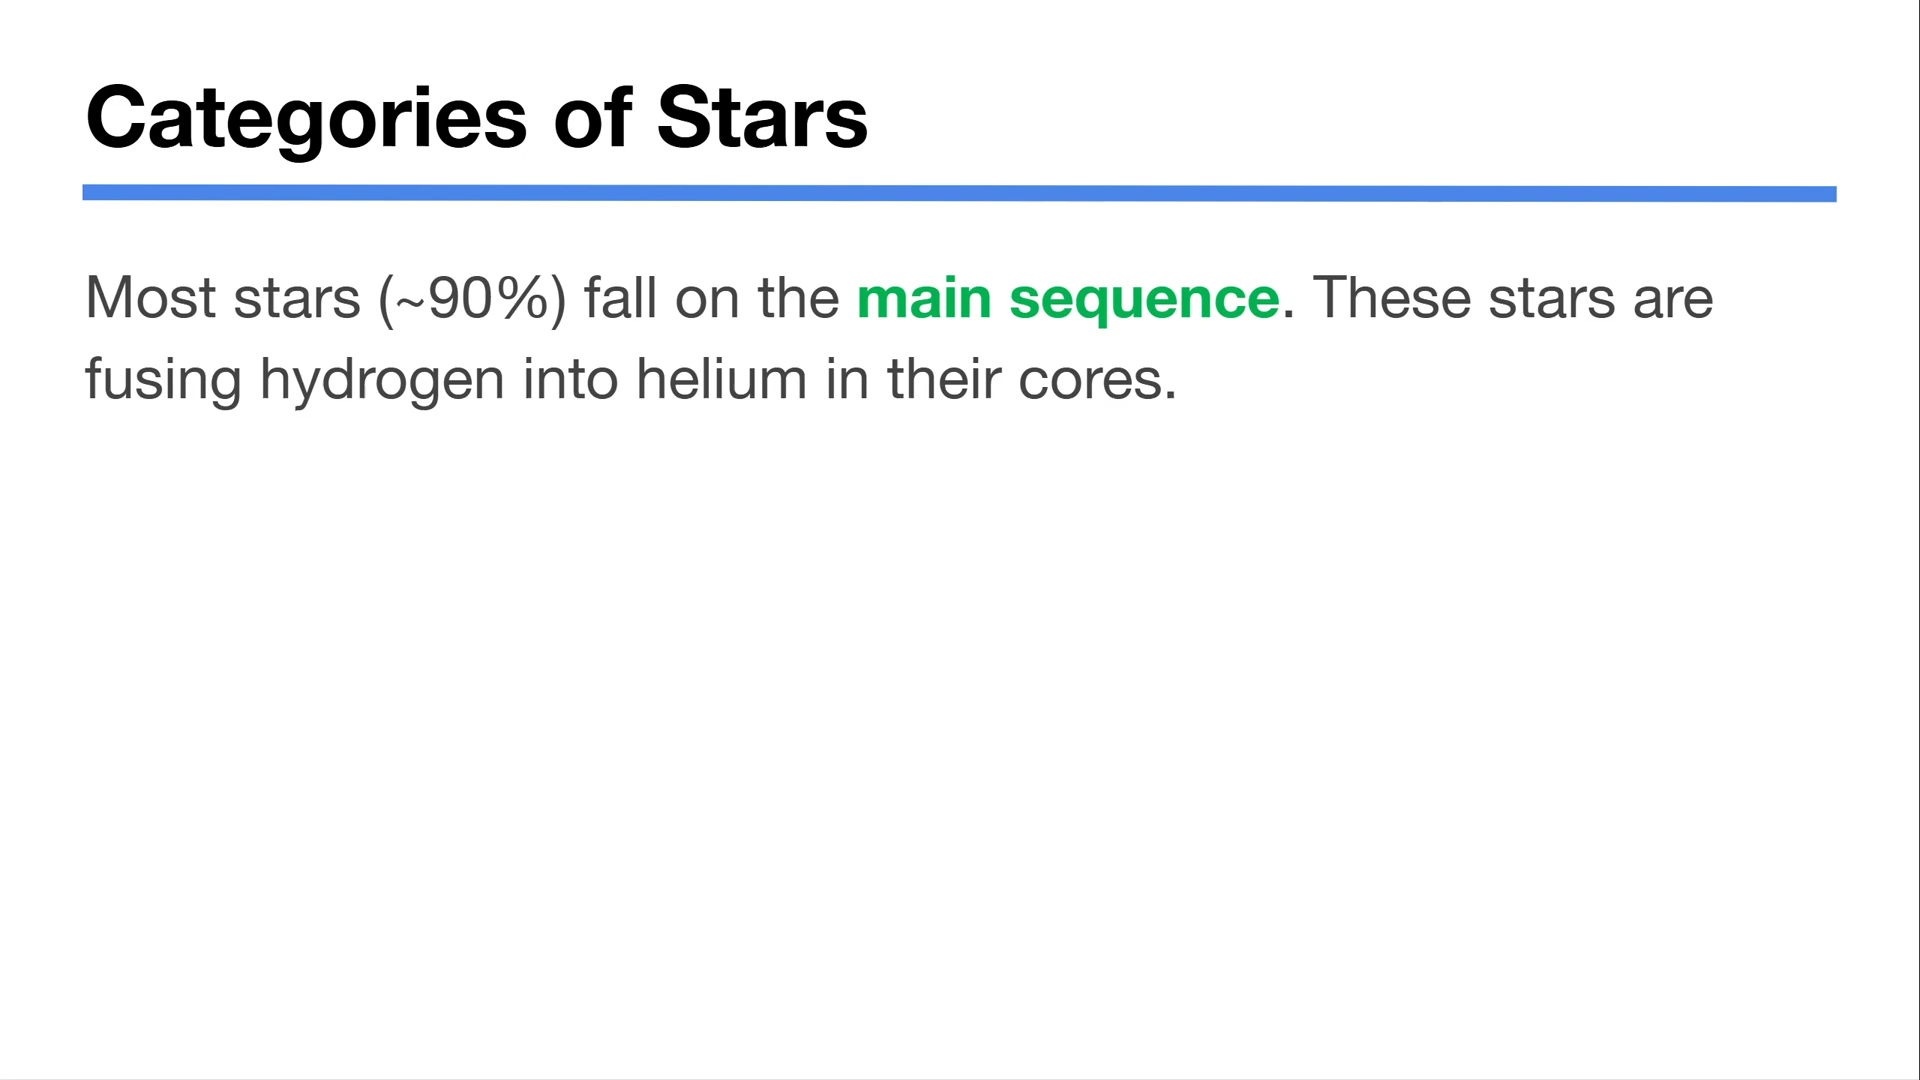 Categories of Stars
Most stars (~90%) fall on the main sequence. These stars are
fusing hydrogen into helium in their cores.